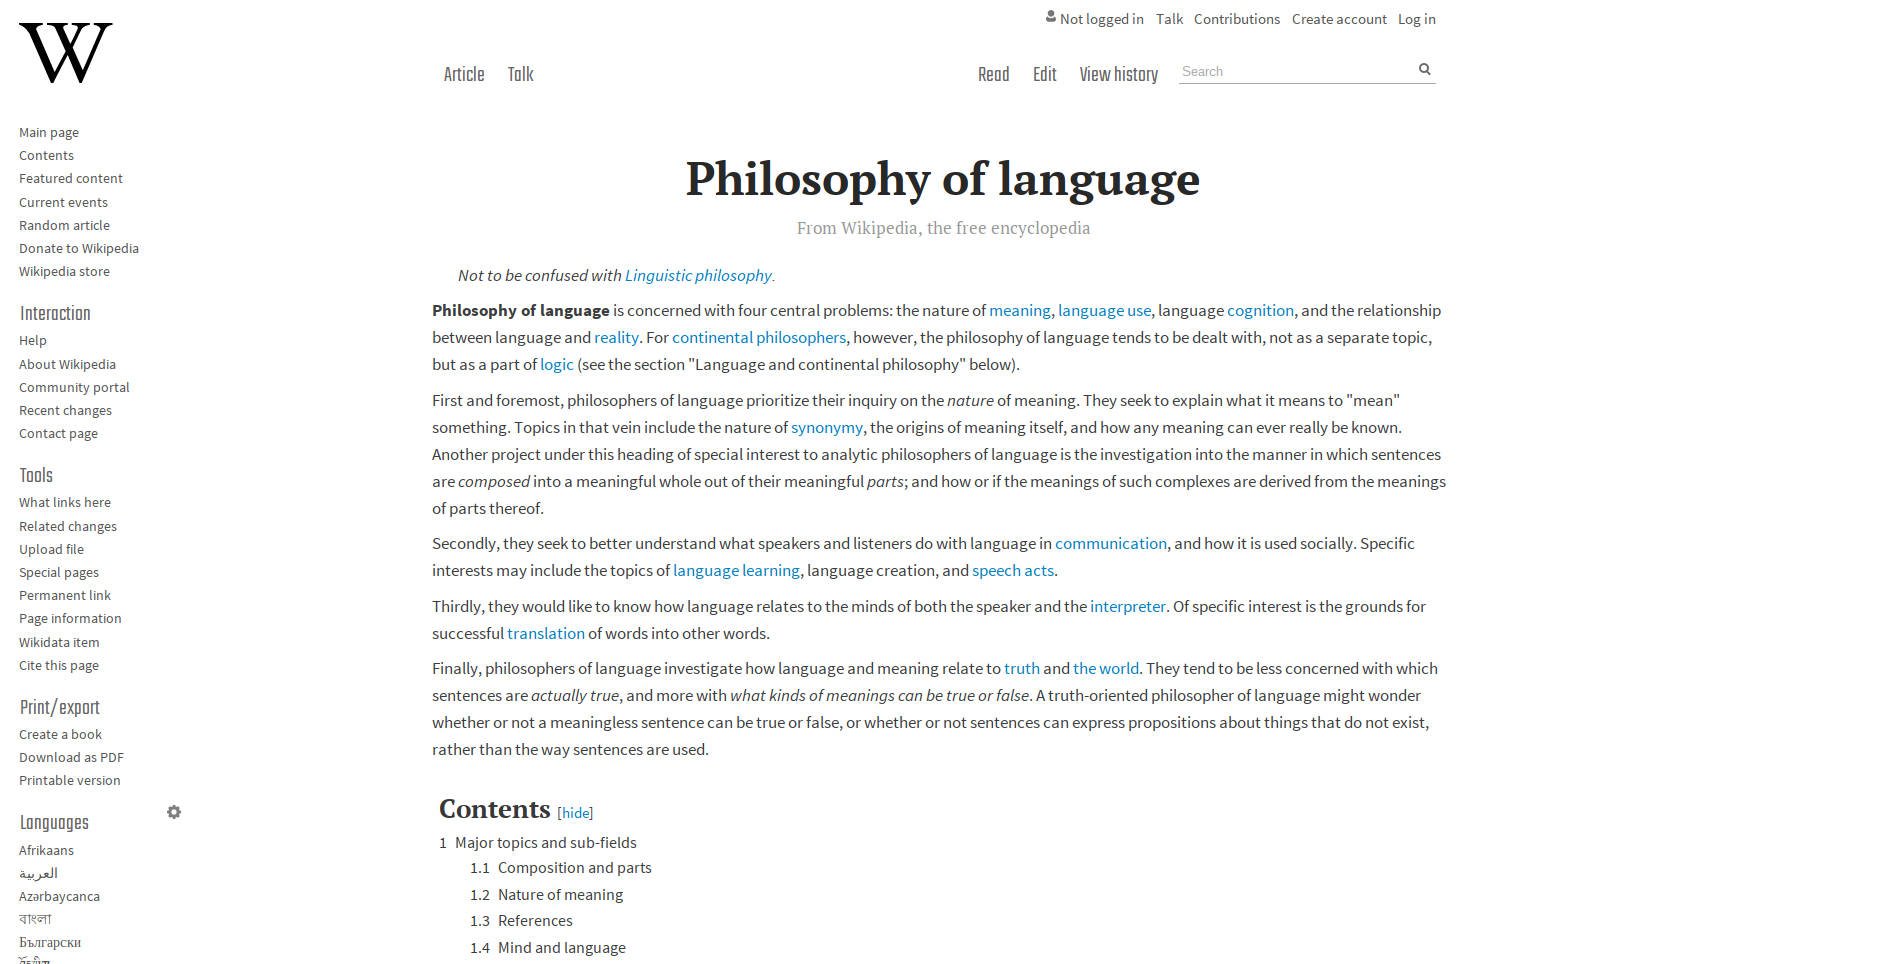 W
Not logged in Talk Contributions Create account Log in
Article Talk Read Edit View history Search
Main page
Contents
Featured content
Current events
Random article
Donate to Wikipedia
Wikipedia store
Interaction
Help
About Wikipedia
Community portal
Recent changes
Contact page
Tools
What links here
Related changes
Upload file
Special pages
Permanent link
Page information
Wikidata item
Cite this page
Print/export
Create a book
Download as PDF
Printable version
Languages
Afrikaans
العربية
Azərbaycanca
বাংলা
Български
Philosophy of language
From Wikipedia, the free encyclopedia
Not to be confused with Linguistic philosophy.
Philosophy of language is concerned with four central problems: the nature of meaning, language use, language cognition, and the relationship
between language and reality. For continental philosophers, however, the philosophy of language tends to be dealt with, not as a separate topic,
but as a part of logic (see the section "Language and continental philosophy" below).
First and foremost, philosophers of language prioritize their inquiry on the nature of meaning. They seek to explain what it means to "mean"
something. Topics in that vein include the nature of synonymy, the origins of meaning itself, and how any meaning can ever really be known.
Another project under this heading of special interest to analytic philosophers of language is the investigation into the manner in which sentences
are composed into a meaningful whole out of their meaningful parts; and how or if the meanings of such complexes are derived from the meanings
of parts thereof.
Secondly, they seek to better understand what speakers and listeners do with language in communication, and how it is used socially. Specific
interests may include the topics of language learning, language creation, and speech acts.
Thirdly, they would like to know how language relates to the minds of both the speaker and the interpreter. Of specific interest is the grounds for
successful translation of words into other words.
Finally, philosophers of language investigate how language and meaning relate to truth and the world. They tend to be less concerned with which
sentences are actually true, and more with what kinds of meanings can be true or false. A truth-oriented philosopher of language might wonder
whether or not a meaningless sentence can be true or false, or whether or not sentences can express propositions about things that do not exist,
rather than the way sentences are used.
Contents [hide]
1 Major topics and sub-fields
1.1 Composition and parts
1.2 Nature of meaning
1.3 References
1.4 Mind and language